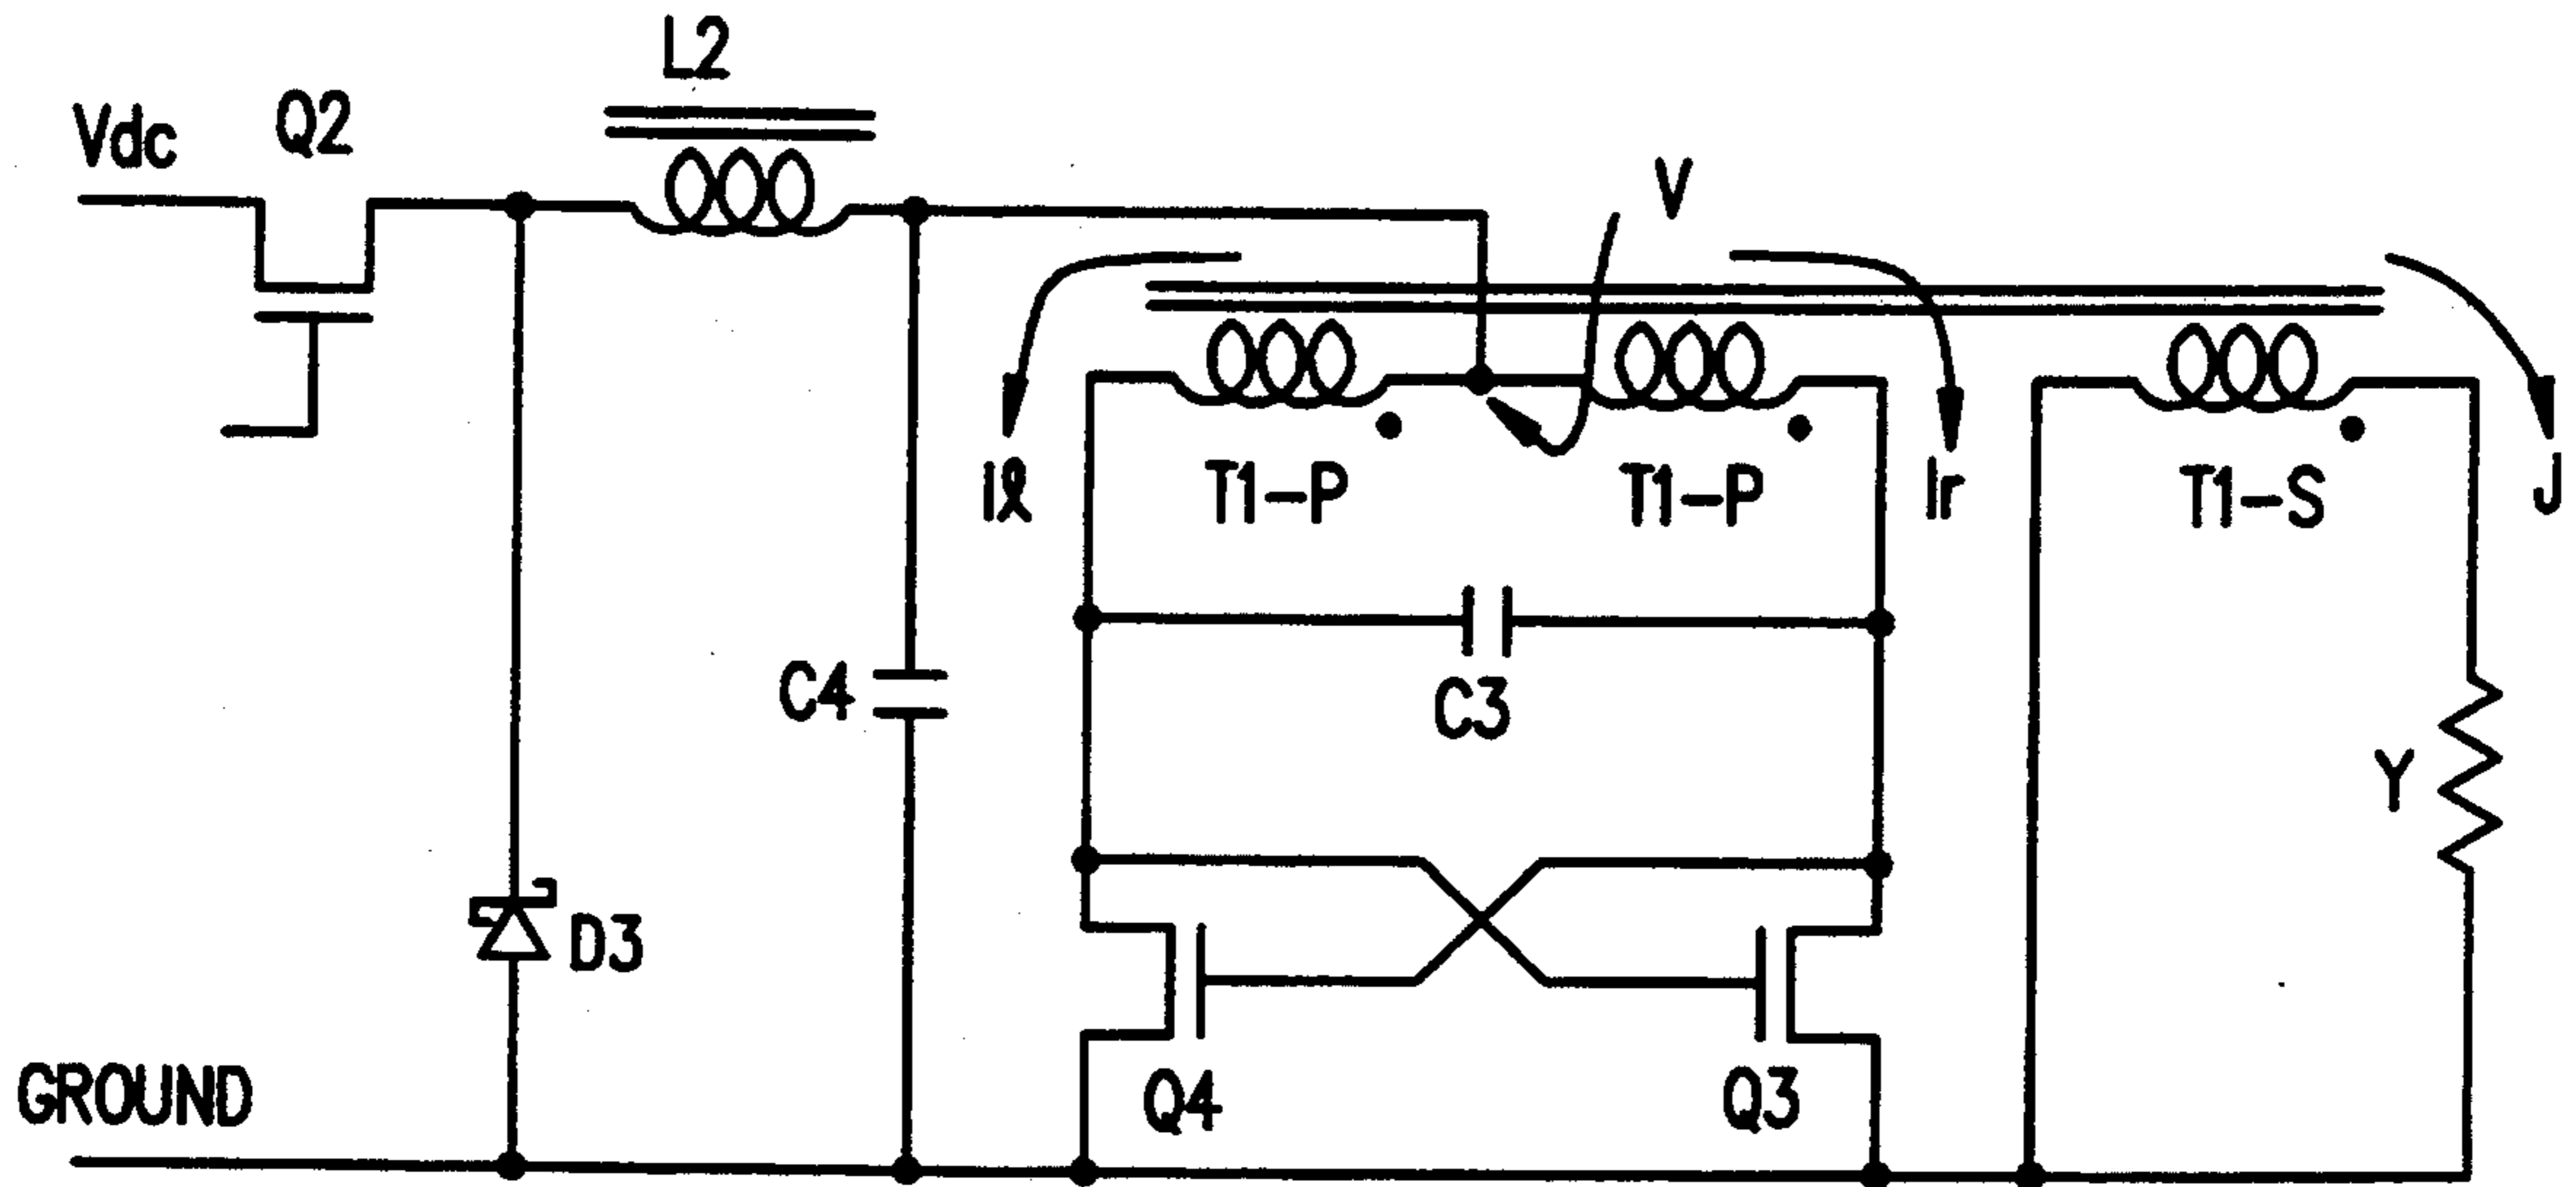 L2
Vdc
Q2
V
Iℓ
T1-P
T1-P
Ir
T1-S
J
C4
C3
Y
D3
Q4
Q3
GROUND